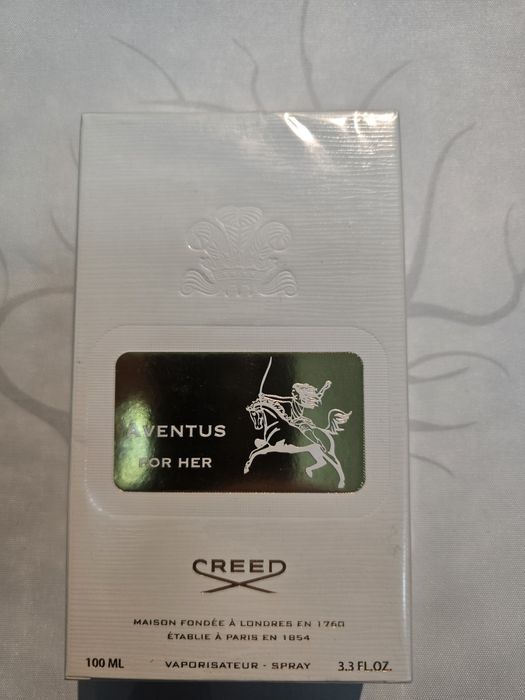 AVENTUS
FOR HER
CREED
MAISON FONDÉE À LONDRES EN 1760
ÉTABLIE À PARIS EN 1854
100 ML VAPORISATEUR - SPRAY 3.3 FL.OZ.